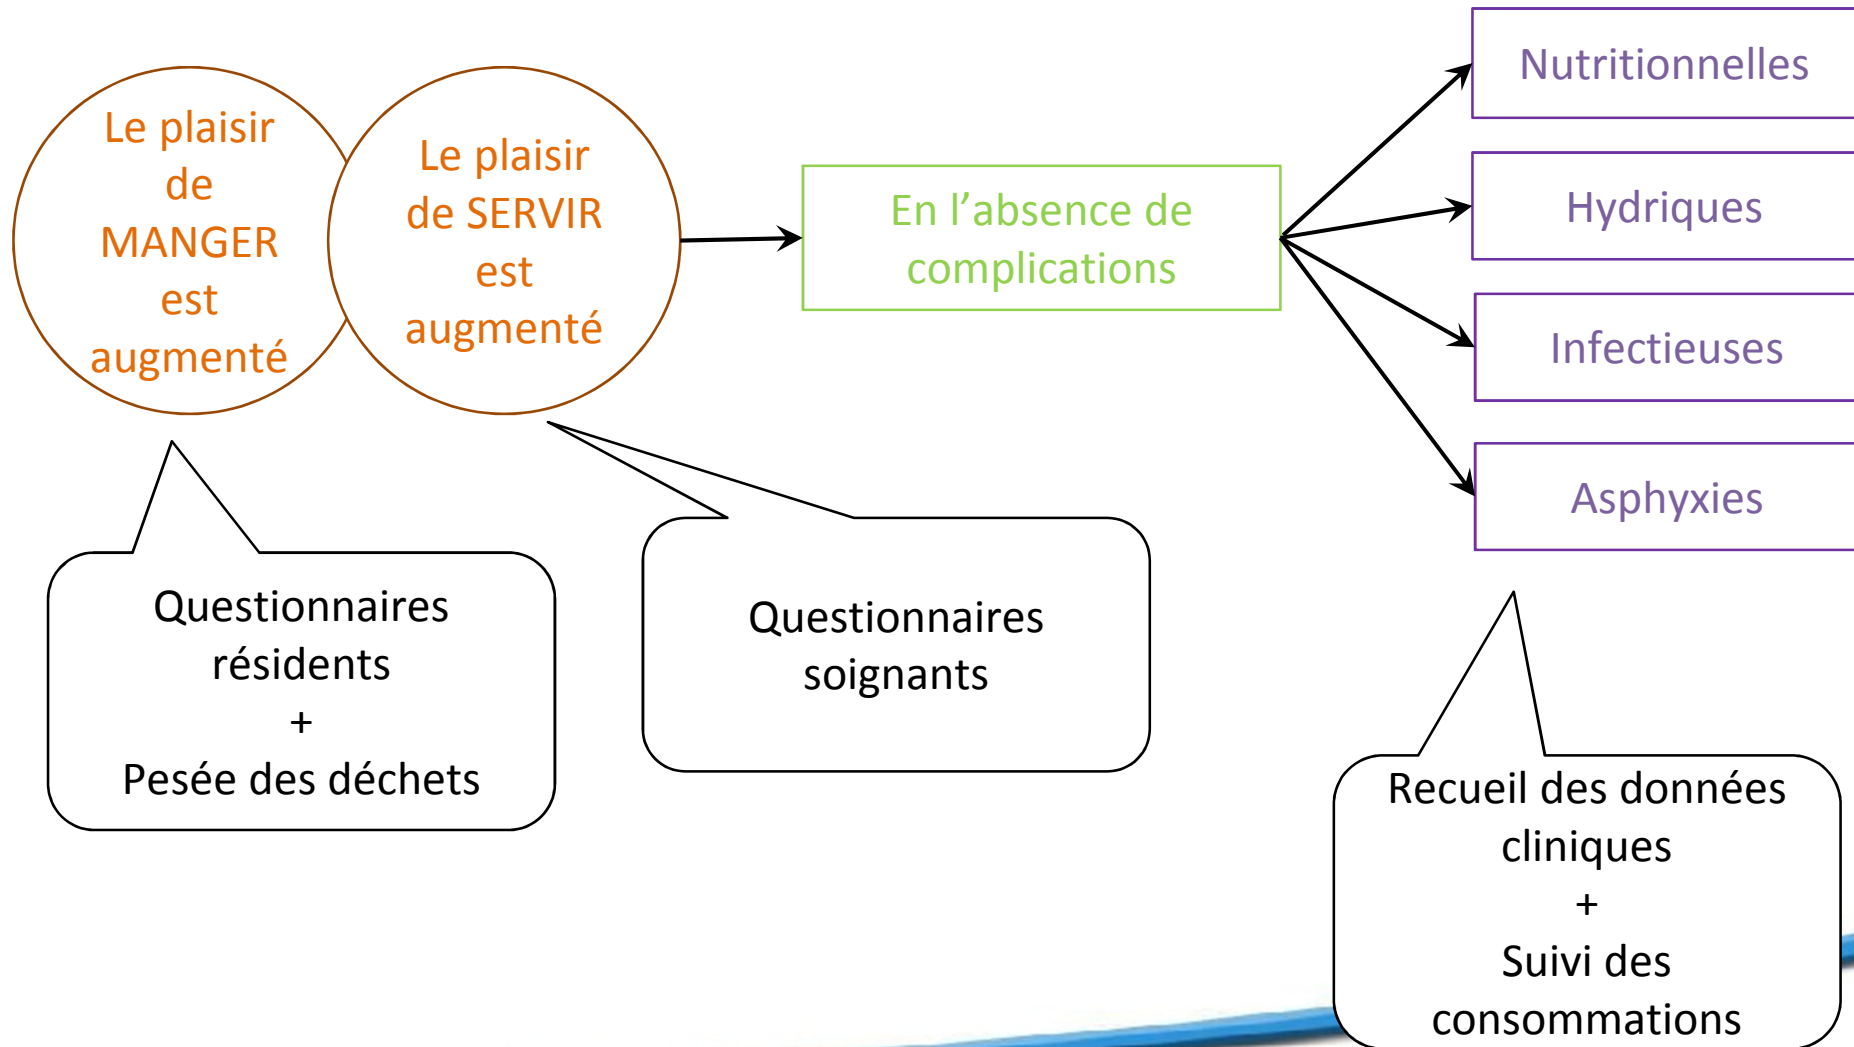 Le plaisir
de
MANGER
est
augmenté
Le plaisir
de SERVIR
est
augmenté
En l’absence de
complications
Nutritionnelles
Hydriques
Infectieuses
Asphyxies
Questionnaires
résidents
+
Pesée des déchets
Questionnaires
soignants
Recueil des données
cliniques
+
Suivi des
consommations